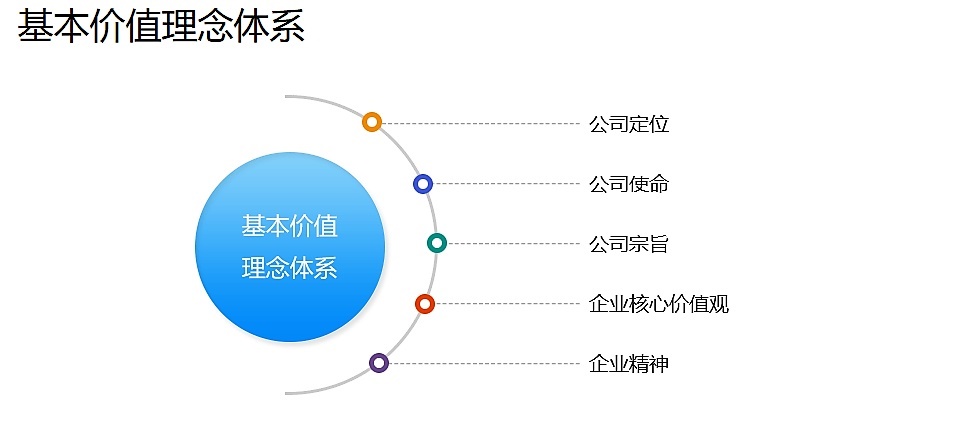 基本价值理念体系
公司定位
公司使命
基本价值
理念体系
公司宗旨
企业核心价值观
企业精神